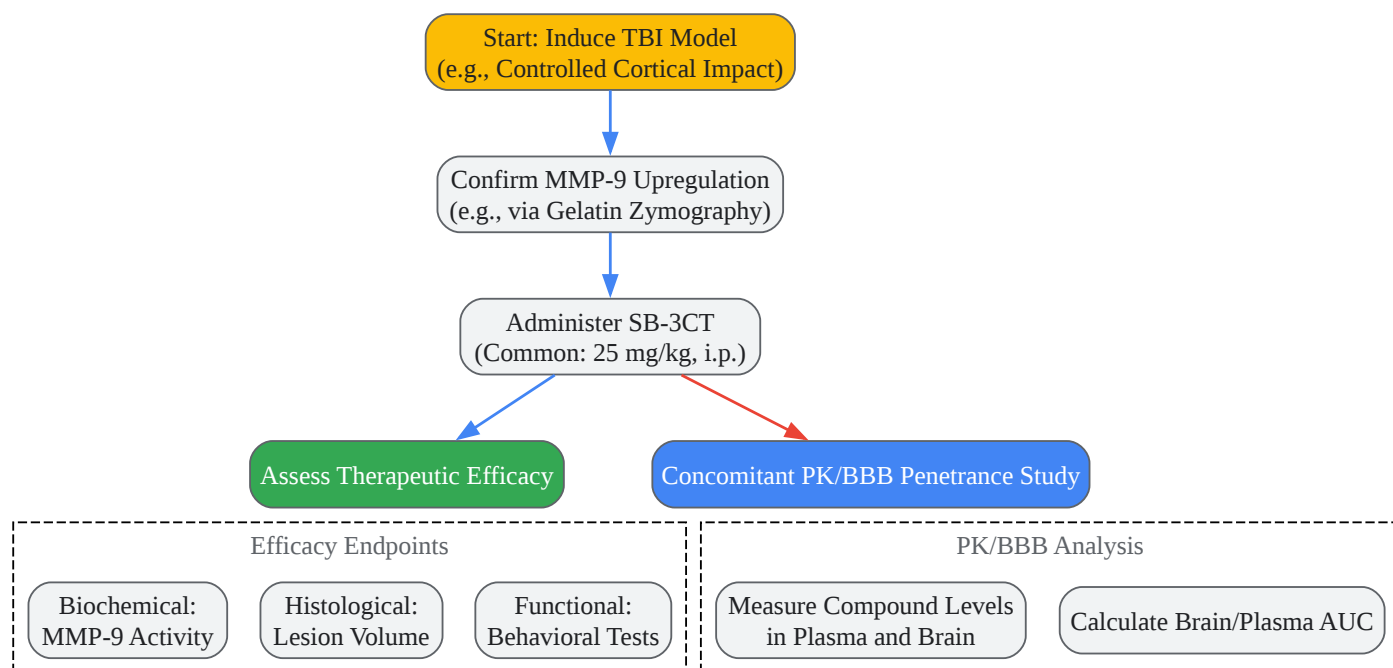 Start: Induce TBI Model
(e.g., Controlled Cortical Impact)
Confirm MMP-9 Upregulation
(e.g., via Gelatin Zymography)
Administer SB-3CT
(Common: 25 mg/kg, i.p.)
Assess Therapeutic Efficacy
Concomitant PK/BBB Penetrance Study
Efficacy Endpoints
Biochemical:
MMP-9 Activity
Histological:
Lesion Volume
Functional:
Behavioral Tests
PK/BBB Analysis
Measure Compound Levels
in Plasma and Brain
Calculate Brain/Plasma AUC